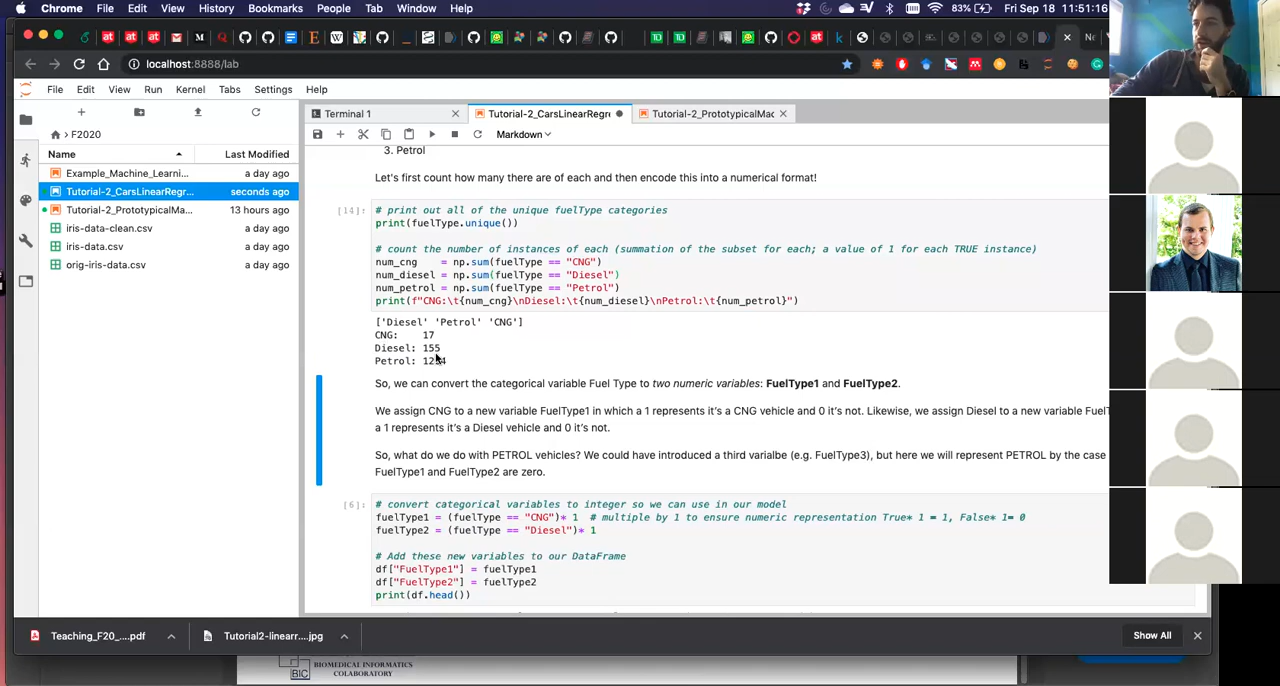 Chrome File Edit View History Bookmarks People Tab Window Help 83% Fri Sep 18 11:51:16
localhost:8888/lab
File Edit View Run Kernel Tabs Settings Help
Terminal 1 Tutorial-2_CarsLinearRegre Tutorial-2_PrototypicalMac
Markdown
F2020
Name Last Modified
Example_Machine_Learni... a day ago
Tutorial-2_CarsLinearRegr... seconds ago
Tutorial-2_PrototypicalMa... 13 hours ago
iris-data-clean.csv a day ago
iris-data.csv a day ago
orig-iris-data.csv a day ago
3. Petrol
Let's first count how many there are of each and then encode this into a numerical format!
[14]:
# print out all of the unique fuelType categories
print(fuelType.unique())
# count the number of instances of each (summation of the subset for each; a value of 1 for each TRUE instance)
num_cng    = np.sum(fuelType == "CNG")
num_diesel = np.sum(fuelType == "Diesel")
num_petrol = np.sum(fuelType == "Petrol")
print(f"CNG:\t{num_cng}\nDiesel:\t{num_diesel}\nPetrol:\t{num_petrol}")
['Diesel' 'Petrol' 'CNG']
CNG: 17
Diesel: 155
Petrol:
So, we can convert the categorical variable Fuel Type to two numeric variables: FuelType1 and FuelType2.
We assign CNG to a new variable FuelType1 in which a 1 represents it's a CNG vehicle and 0 it's not. Likewise, we assign Diesel to a new variable FuelT
a 1 represents it's a Diesel vehicle and 0 it's not.
So, what do we do with PETROL vehicles? We could have introduced a third varialbe (e.g. FuelType3), but here we will represent PETROL by the case
FuelType1 and FuelType2 are zero.
[6]:
# convert categorical variables to integer so we can use in our model
fuelType1 = (fuelType == "CNG")* 1  # multiple by 1 to ensure numeric representation True* 1 = 1, False* 1= 0
fuelType2 = (fuelType == "Diesel")* 1
# Add these new variables to our DataFrame
df["FuelType1"] = fuelType1
df["FuelType2"] = fuelType2
print(df.head())
Teaching_F20_....pdf Tutorial2-linearr....jpg Show All
BIC BIOMEDICAL INFORMATICS
COLABORATORY